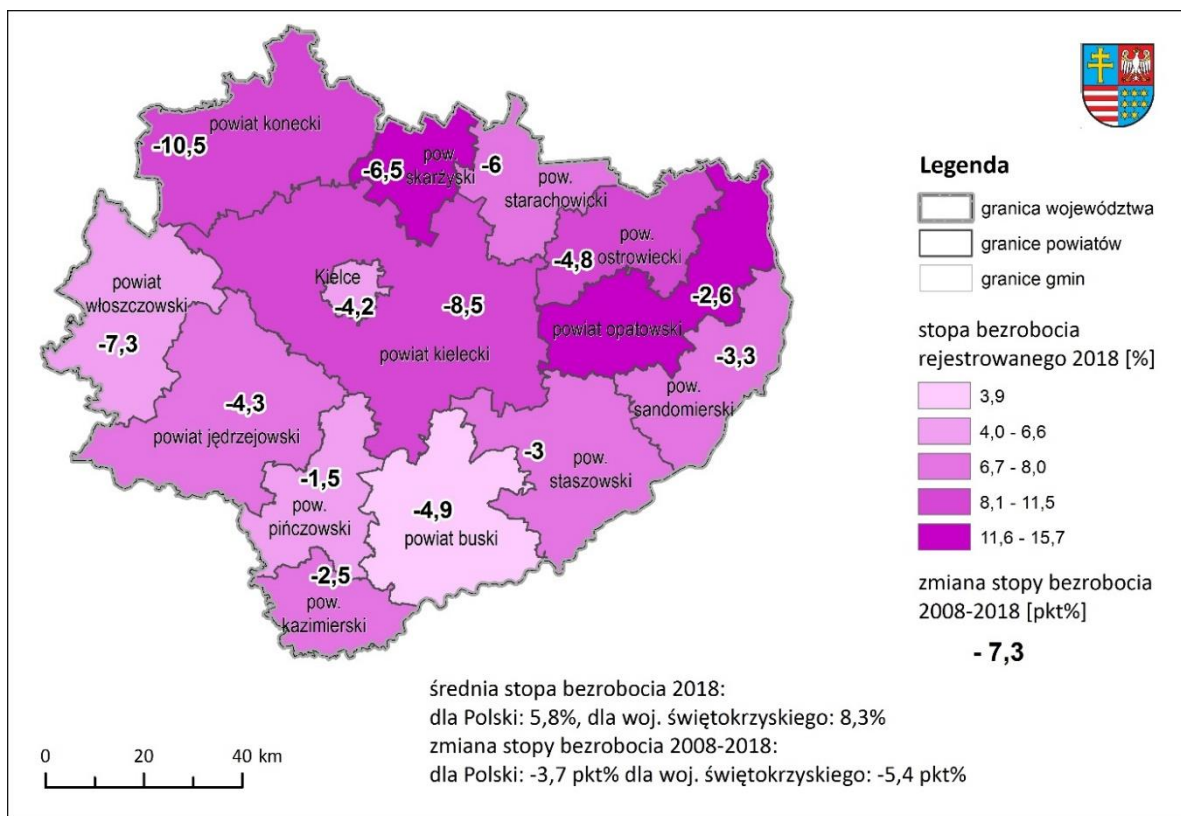 powiat konecki
-10,5
-6,5
pow.
skarżyski
-6
pow.
starachowicki
pow.
ostrowiecki
-4,8
-2,6
powiat opatowski
-3,3
pow.
sandomierski
powiat
włoszczowski
-7,3
Kielce
-4,2
-8,5
powiat kielecki
-4,3
powiat jędrzejowski
-1,5
pow.
pińczowski
-4,9
powiat buski
-3
pow.
staszowski
-2,5
pow.
kazimierski
Legenda
granica województwa
granice powiatów
granice gmin
stopa bezrobocia
rejestrowanego 2018 [%]
3,9
4,0 - 6,6
6,7 - 8,0
8,1 - 11,5
11,6 - 15,7
zmiana stopy bezrobocia
2008-2018 [pkt%]
- 7,3
średnia stopa bezrobocia 2018:
dla Polski: 5,8%, dla woj. świętokrzyskiego: 8,3%
zmiana stopy bezrobocia 2008-2018:
dla Polski: -3,7 pkt% dla woj. świętokrzyskiego: -5,4 pkt%
0 20 40 km